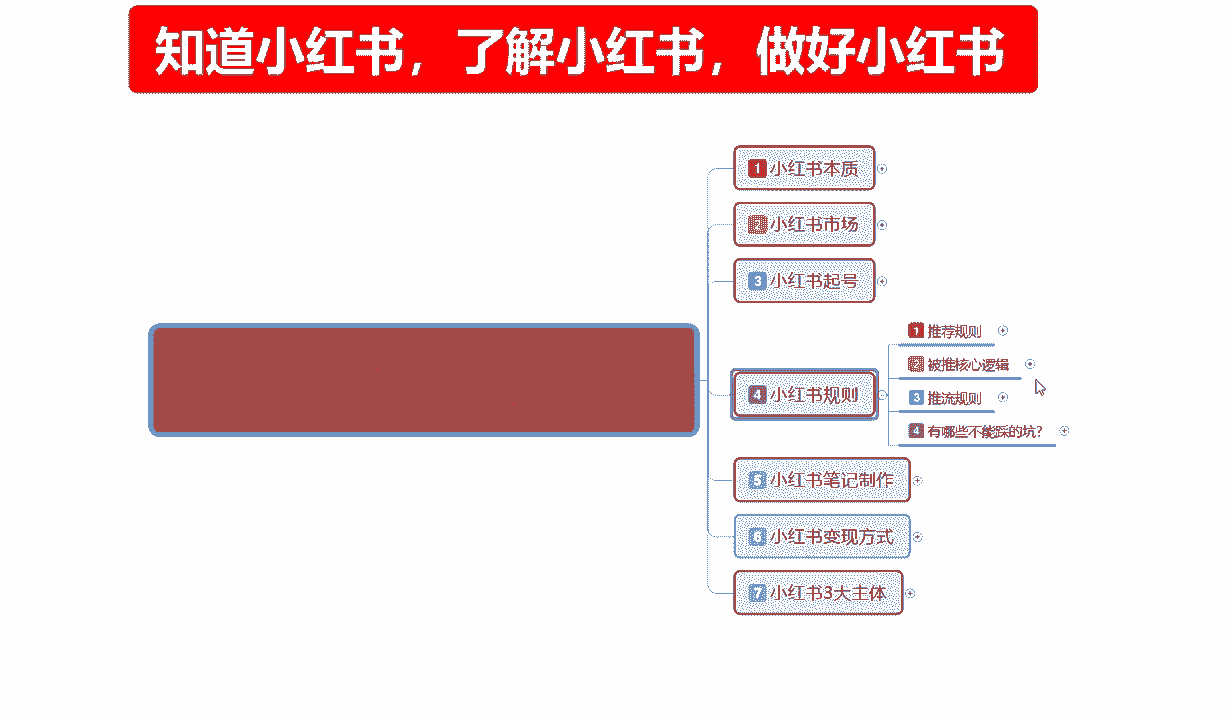 知道小红书，了解小红书，做好小红书
1 小红书本质
2 小红书市场
3 小红书起号
4 小红书规则
1 推荐规则
2 被推核心逻辑
3 推流规则
4 有哪些不能踩的坑?
5 小红书笔记制作
6 小红书变现方式
7 小红书3大主体